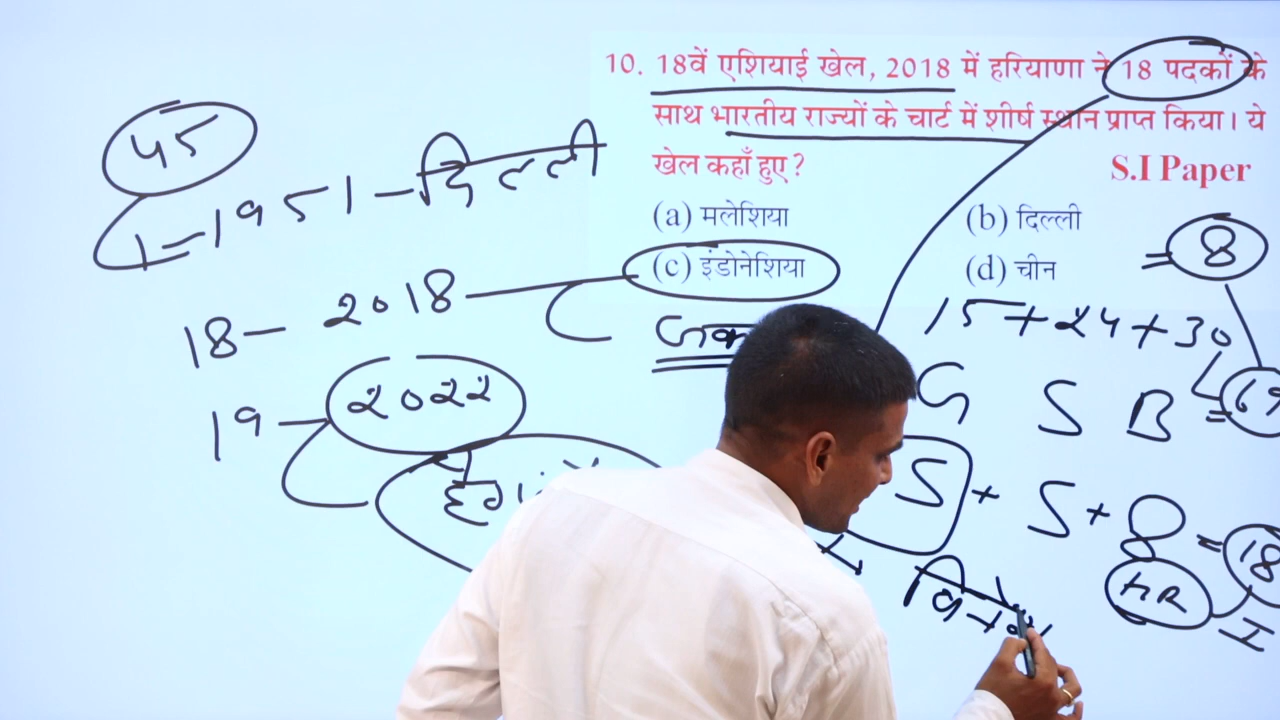 10. 18वें एशियाई खेल, 2018 में हरियाणा ने 18 पदकों के
साथ भारतीय राज्यों के चार्ट में शीर्ष स्थान प्राप्त किया। ये
खेल कहाँ हुए?
S.I Paper
(a) मलेशिया
(b) दिल्ली
(c) इंडोनेशिया
(d) चीन
45
1=1951-दिल्ली
18- 2018
19- 2022
= 8
15+24+30
= 69
G S B
5 + 5 + 8 = 18
HR
I